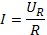 I = U_R / R